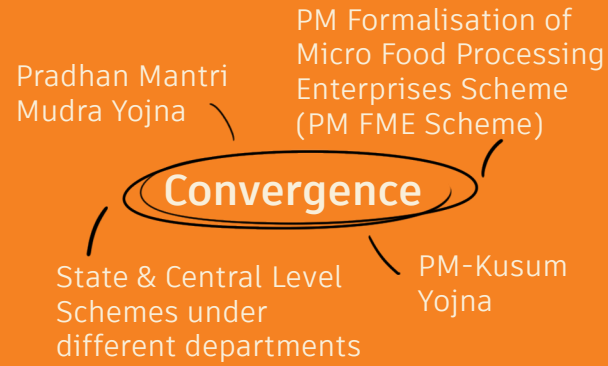 PM Formalisation of
Micro Food Processing
Enterprises Scheme
(PM FME Scheme)
Pradhan Mantri
Mudra Yojna
Convergence
State & Central Level
Schemes under
different departments
PM-Kusum
Yojna